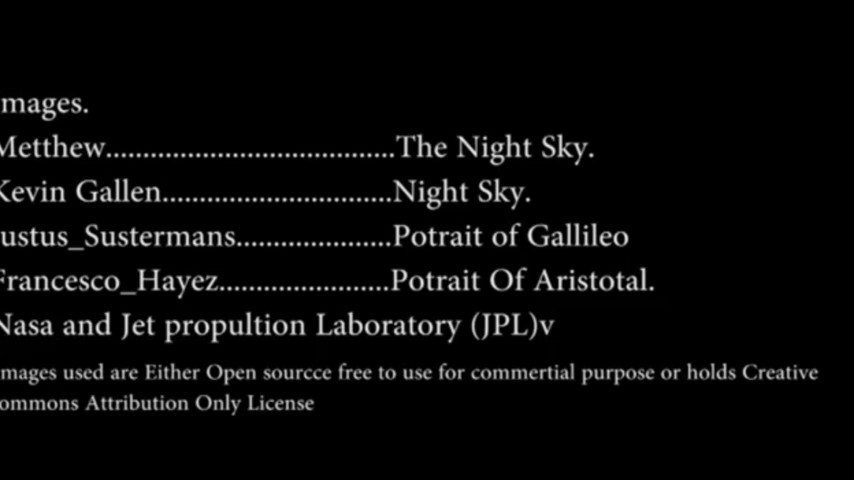 mages.
Metthew.......................................The Night Sky.
Kevin Gallen...............................Night Sky.
ustus_Sustermans.....................Potrait of Gallileo
Francesco_Hayez.......................Potrait Of Aristotal.
Nasa and Jet propultion Laboratory (JPL)v
mages used are Either Open sourcce free to use for commertial purpose or holds Creative
ommons Attribution Only License